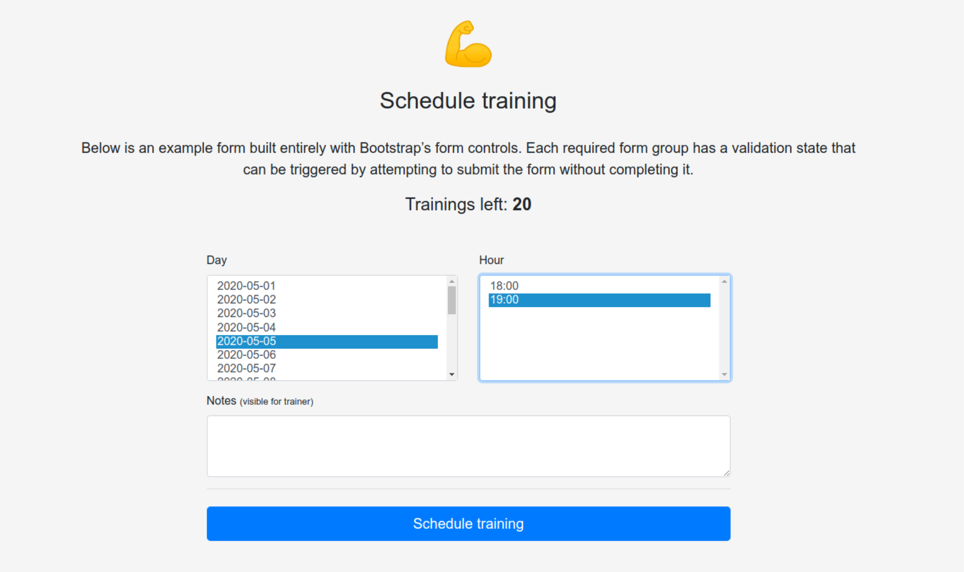 Schedule training
Below is an example form built entirely with Bootstrap’s form controls. Each required form group has a validation state that
can be triggered by attempting to submit the form without completing it.
Trainings left: 20
Day
Hour
2020-05-01
2020-05-02
2020-05-03
2020-05-04
2020-05-05
2020-05-06
2020-05-07
2020-05-08
18:00
19:00
Notes (visible for trainer)
Schedule training